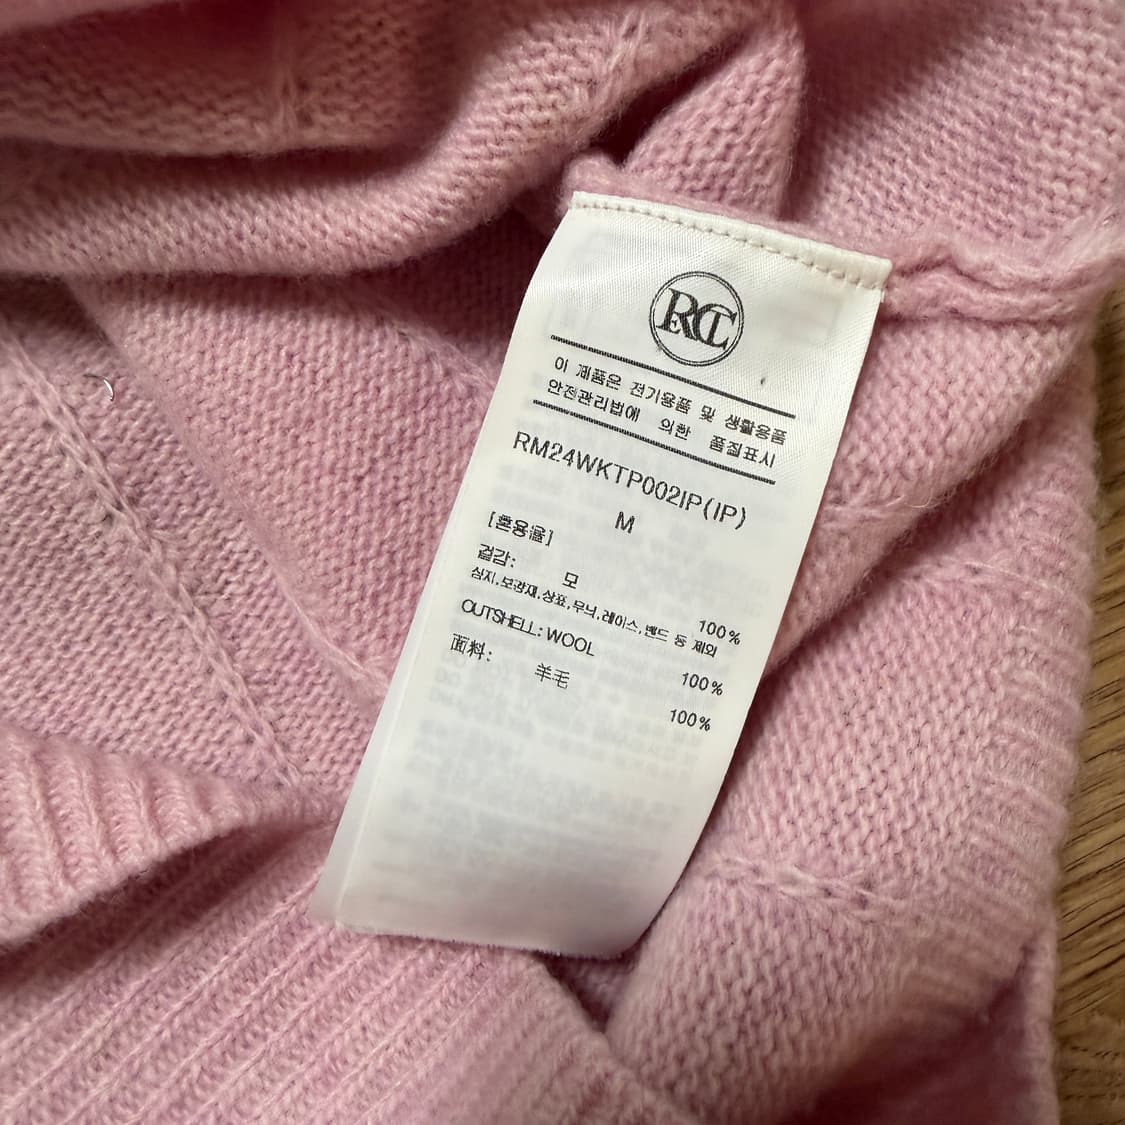 RCT
이 제품은 전기용품 및 생활용품
안전관리법에 의한 품질표시
RM24WKTP002IP(IP)
M
[혼용율]
겉감: 모 100%
심지,보강재,상표,무늬,레이스,밴드 등 제외
OUTSHELL: WOOL 100%
面料: 羊毛 100%